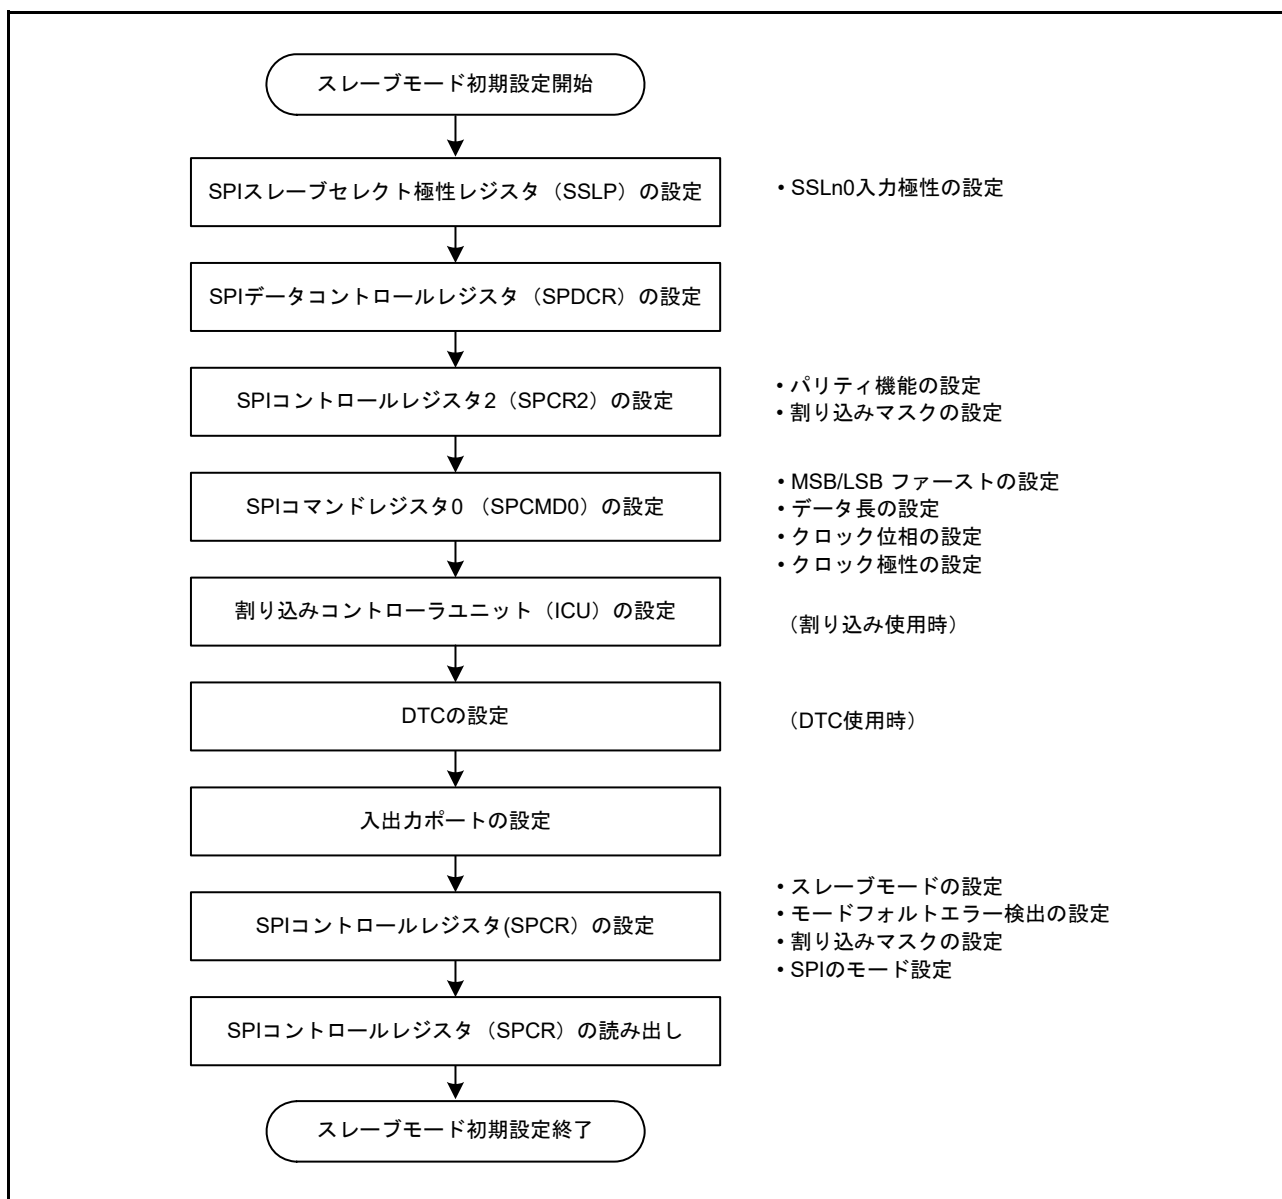 スレーブモード初期設定開始
SPIスレーブセレクト極性レジスタ（SSLP）の設定
• SSLn0入力極性の設定
SPIデータコントロールレジスタ（SPDCR）の設定
SPIコントロールレジスタ2（SPCR2）の設定
• パリティ機能の設定
• 割り込みマスクの設定
SPIコマンドレジスタ0 （SPCMD0）の設定
• MSB/LSB ファーストの設定
• データ長の設定
• クロック位相の設定
• クロック極性の設定
割り込みコントローラユニット（ICU）の設定
（割り込み使用時）
DTCの設定
（DTC使用時）
入出力ポートの設定
SPIコントロールレジスタ(SPCR）の設定
• スレーブモードの設定
• モードフォルトエラー検出の設定
• 割り込みマスクの設定
• SPIのモード設定
SPIコントロールレジスタ（SPCR）の読み出し
スレーブモード初期設定終了